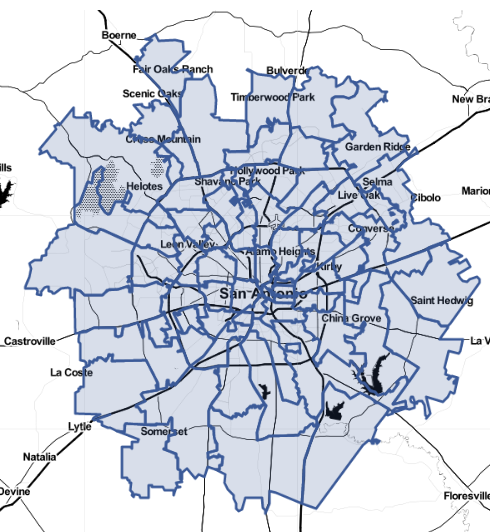 Boerne
Fair Oaks Ranch
Bulverde
Scenic Oaks
Timberwood Park
New Bra
Cross Mountain
Garden Ridge
ills
Hollywood Park
Shavano Park
Selma
Helotes
Live Oak
Cibolo
Marion
Converse
Leon Valley
Alamo Heights
Kirby
San Antonio
Saint Hedwig
China Grove
Castroville
La V
La Coste
Lytle
Somerset
Natalia
Devine
Floresville